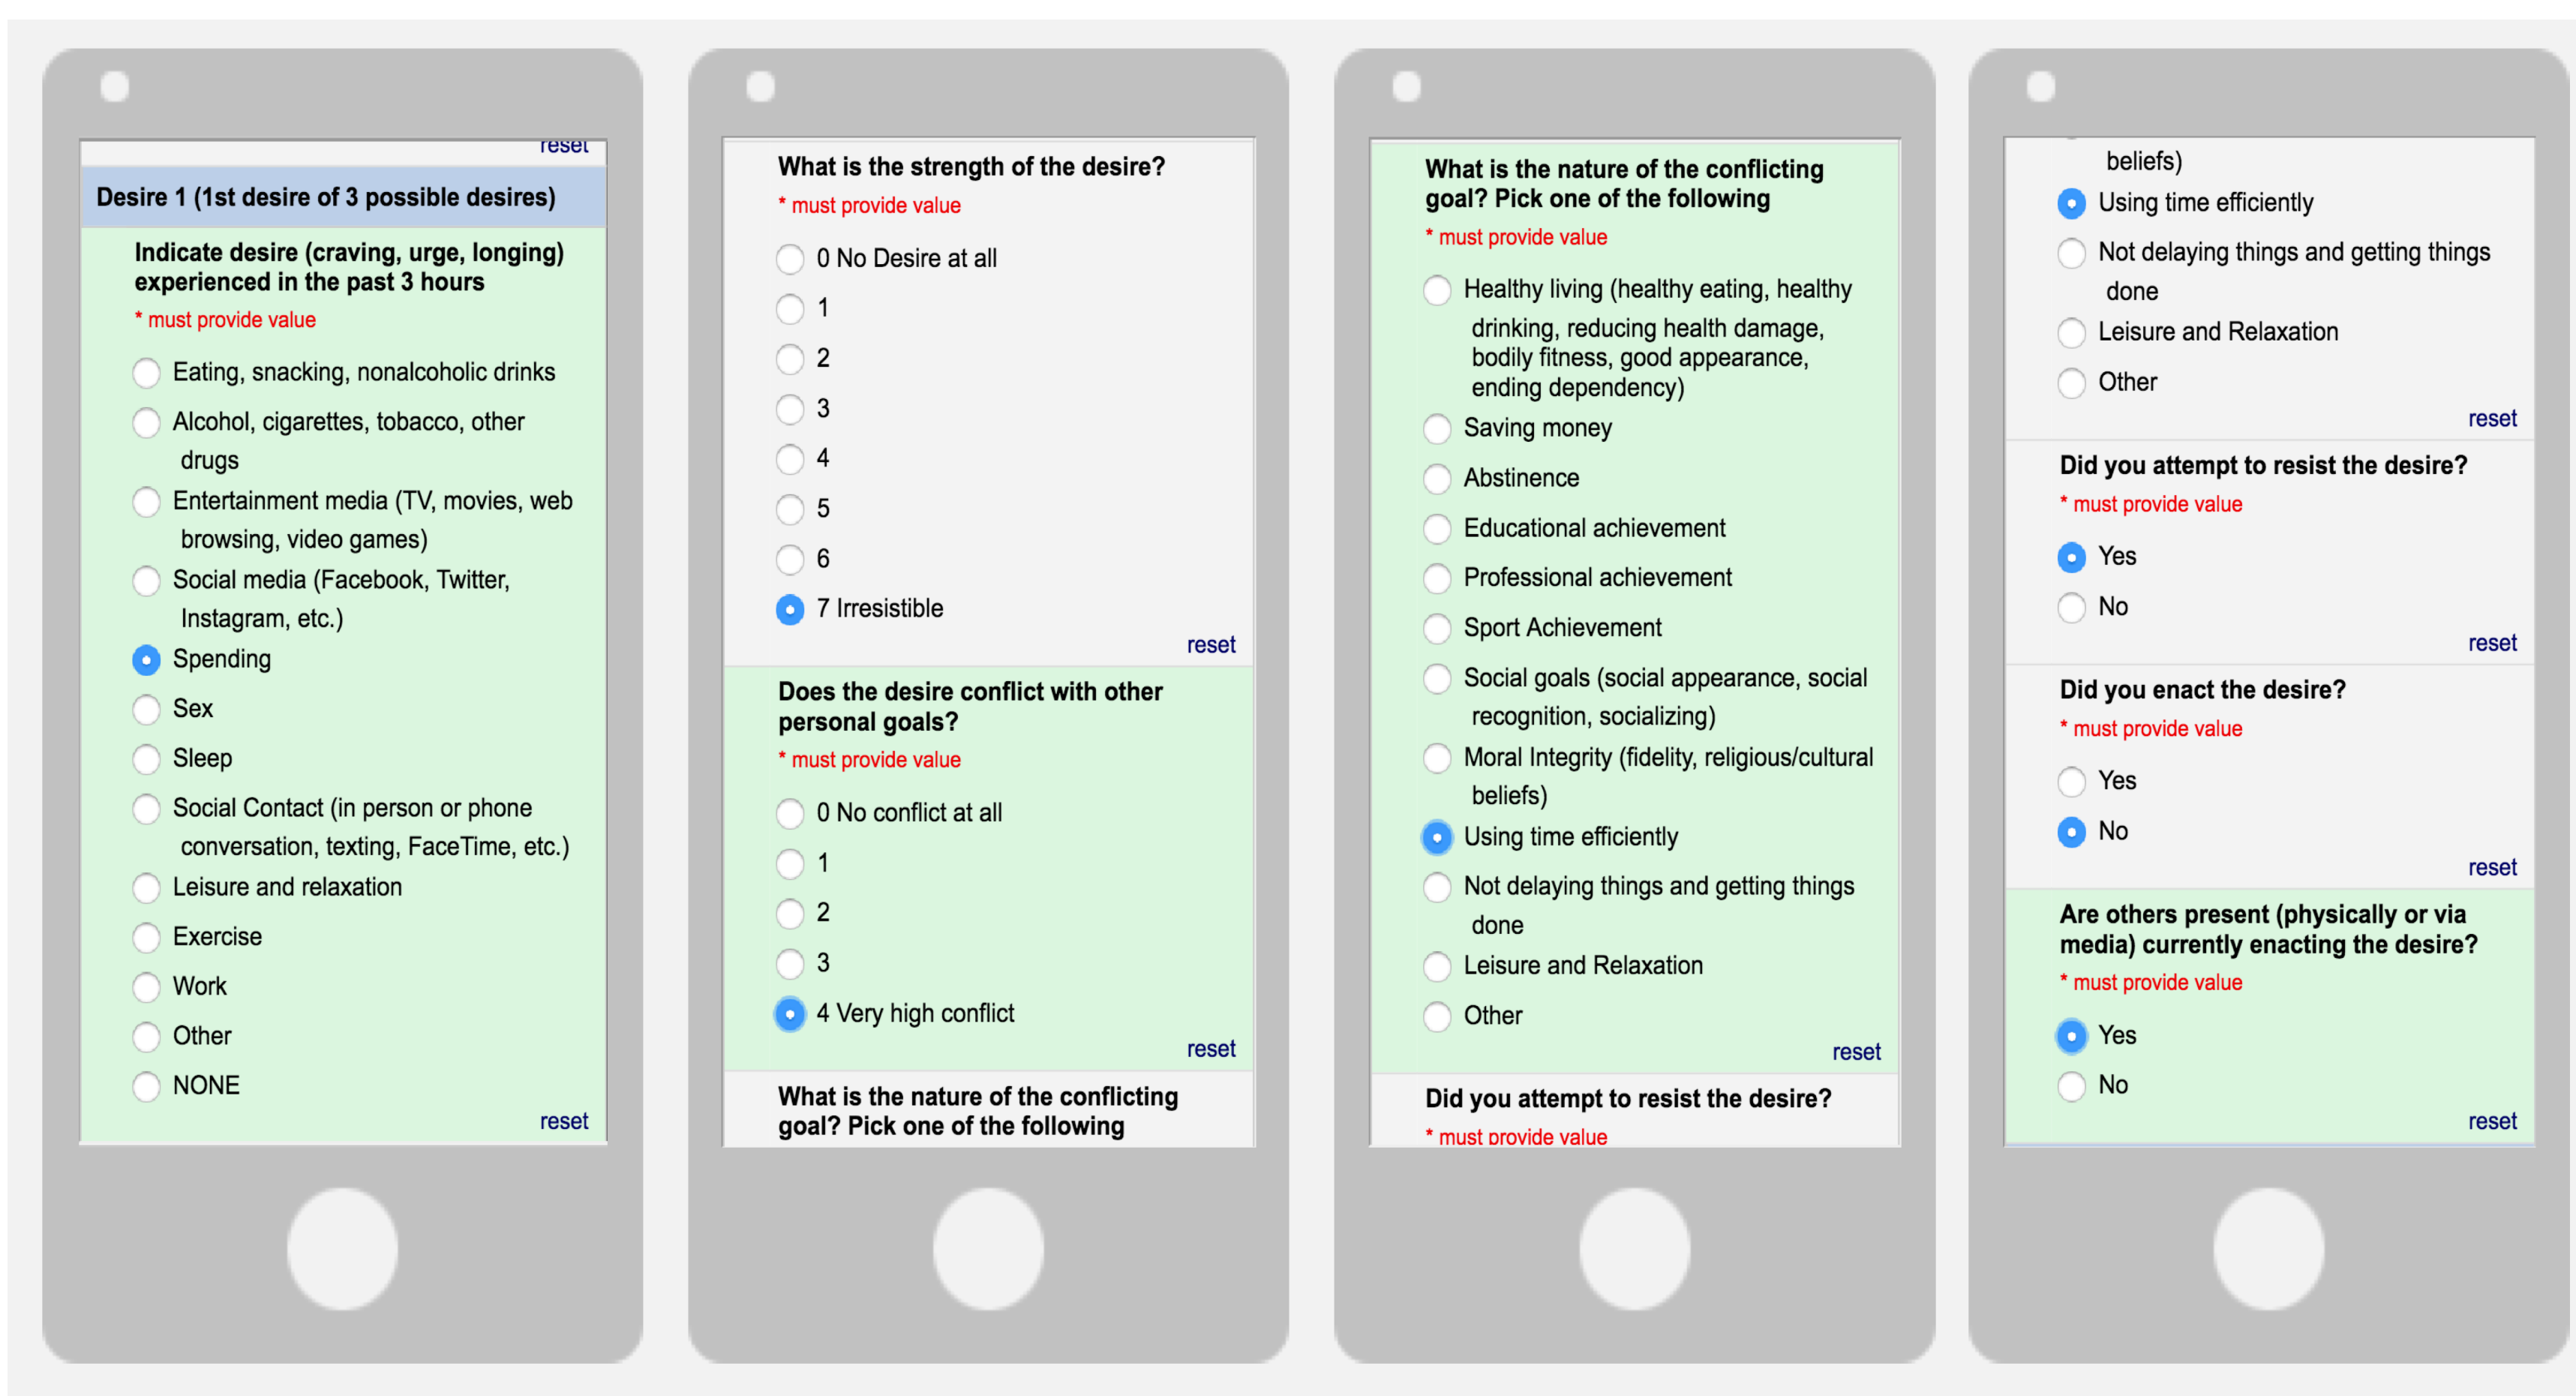 reset
Desire 1 (1st desire of 3 possible desires)
Indicate desire (craving, urge, longing)
experienced in the past 3 hours
* must provide value
Eating, snacking, nonalcoholic drinks
Alcohol, cigarettes, tobacco, other
drugs
Entertainment media (TV, movies, web
browsing, video games)
Social media (Facebook, Twitter,
Instagram, etc.)
Spending
Sex
Sleep
Social Contact (in person or phone
conversation, texting, FaceTime, etc.)
Leisure and relaxation
Exercise
Work
Other
NONE
reset
What is the strength of the desire?
* must provide value
0 No Desire at all
1
2
3
4
5
6
7 Irresistible
reset
Does the desire conflict with other
personal goals?
* must provide value
0 No conflict at all
1
2
3
4 Very high conflict
reset
What is the nature of the conflicting
goal? Pick one of the following
What is the nature of the conflicting
goal? Pick one of the following
* must provide value
Healthy living (healthy eating, healthy
drinking, reducing health damage,
bodily fitness, good appearance,
ending dependency)
Saving money
Abstinence
Educational achievement
Professional achievement
Sport Achievement
Social goals (social appearance, social
recognition, socializing)
Moral Integrity (fidelity, religious/cultural
beliefs)
Using time efficiently
Not delaying things and getting things
done
Leisure and Relaxation
Other
reset
Did you attempt to resist the desire?
* must provide value
beliefs)
Using time efficiently
Not delaying things and getting things
done
Leisure and Relaxation
Other
reset
Did you attempt to resist the desire?
* must provide value
Yes
No
reset
Did you enact the desire?
* must provide value
Yes
No
reset
Are others present (physically or via
media) currently enacting the desire?
* must provide value
Yes
No
reset